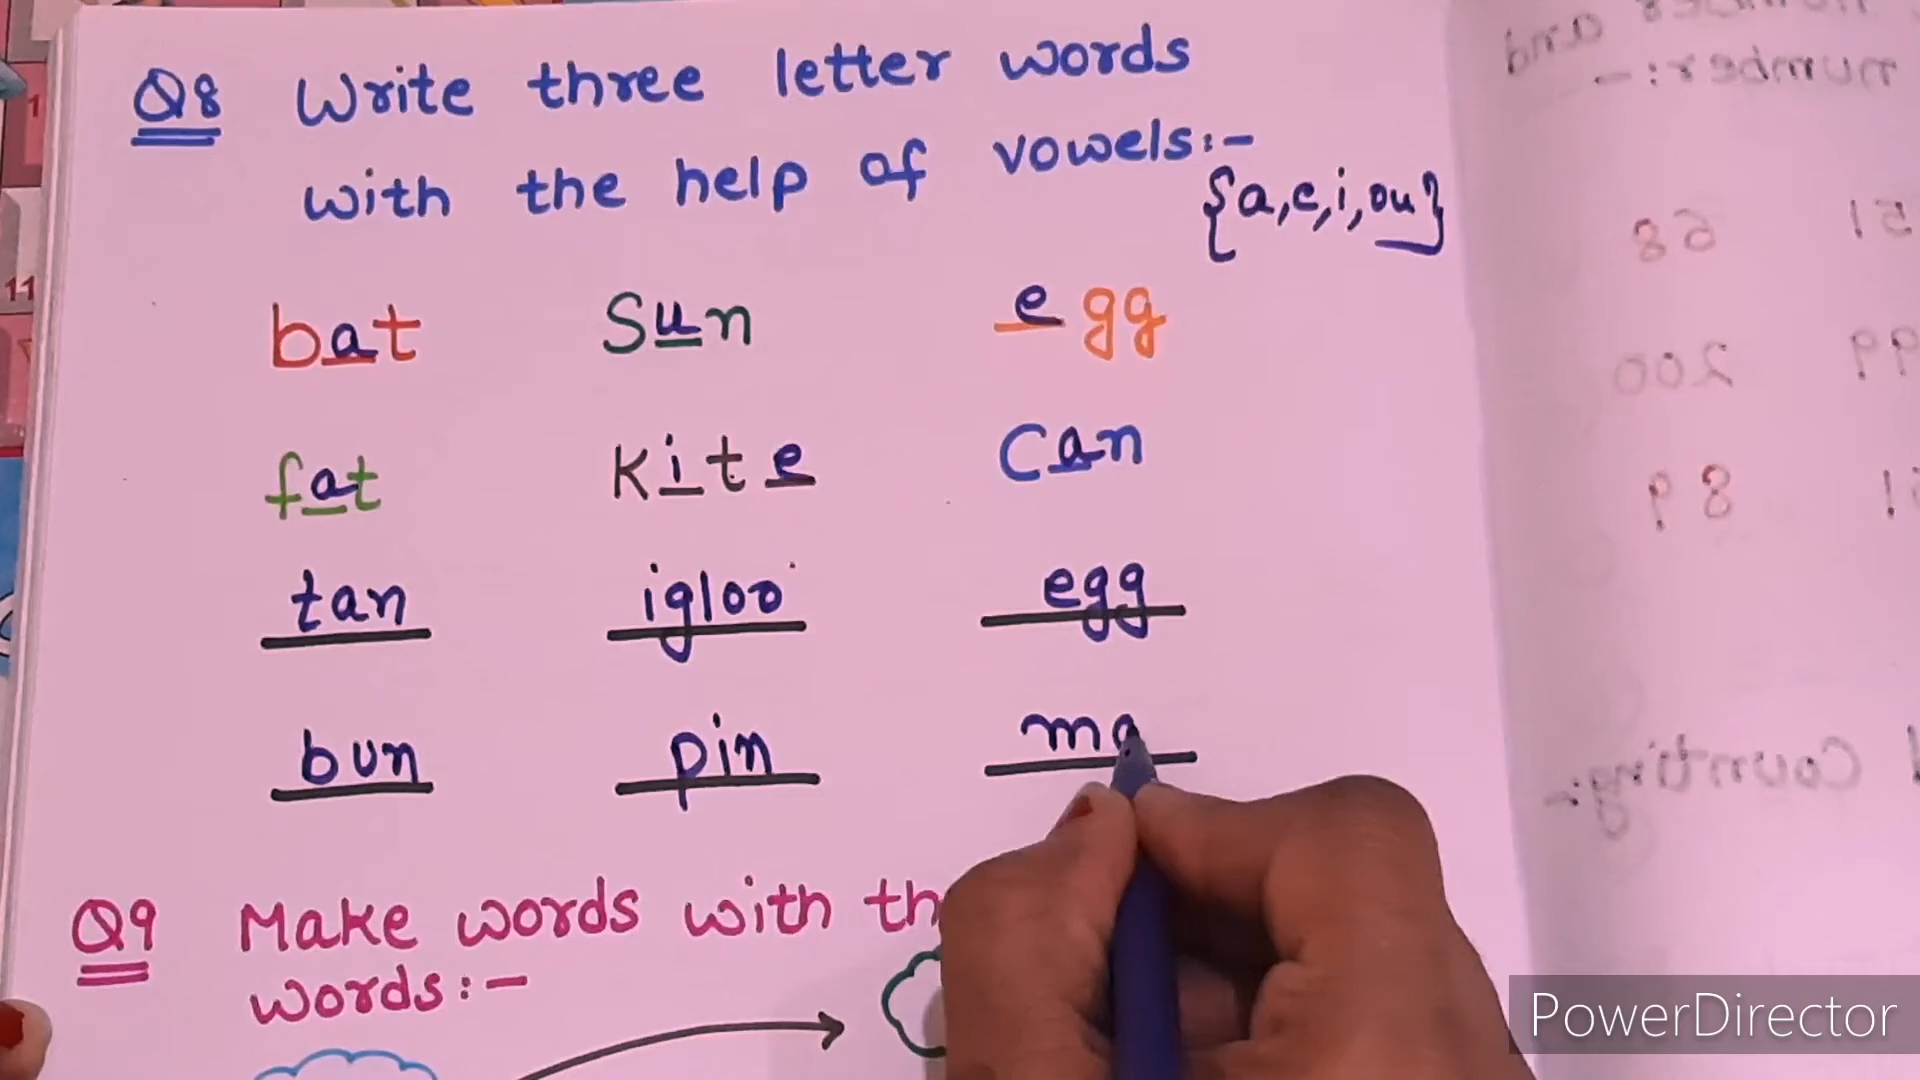 Q8 Write three letter words
with the help of vowels:-
{a,e,i,ou}
bat sun egg
fat kite can
tan igloo egg
bun pin ma
Q9 Make words with th
words:-
PowerDirector